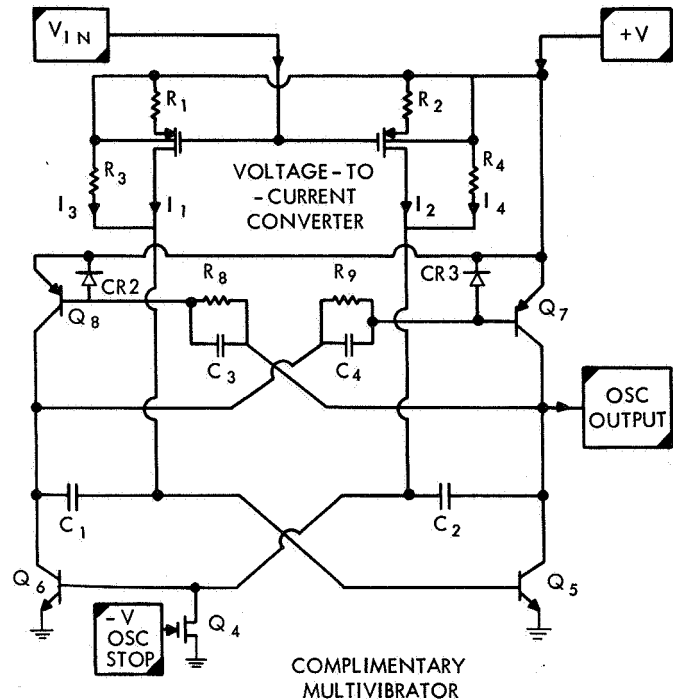 V IN
+V
R1
R2
R3
R4
VOLTAGE-TO
-CURRENT
CONVERTER
I3
I1
I2
I4
CR2
R8
R9
CR3
Q8
Q7
C3
C4
OSC
OUTPUT
C1
C2
Q6
Q5
-V
OSC
STOP
Q4
COMPLIMENTARY
MULTIVIBRATOR